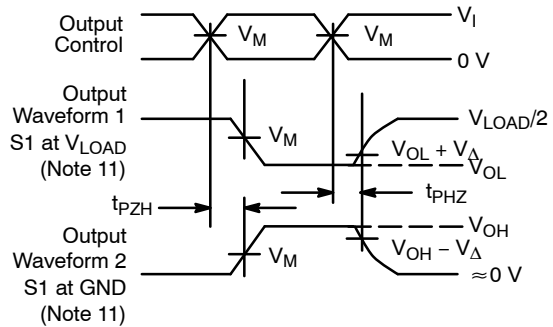 Output
Control
V_M
V_M
V_I
0 V
Output
Waveform 1
S1 at V_LOAD
(Note 11)
V_M
V_LOAD/2
V_OL + V_Δ
V_OL
t_PZH
t_PHZ
Output
Waveform 2
S1 at GND
(Note 11)
V_M
V_OH
V_OH − V_Δ
≈0 V